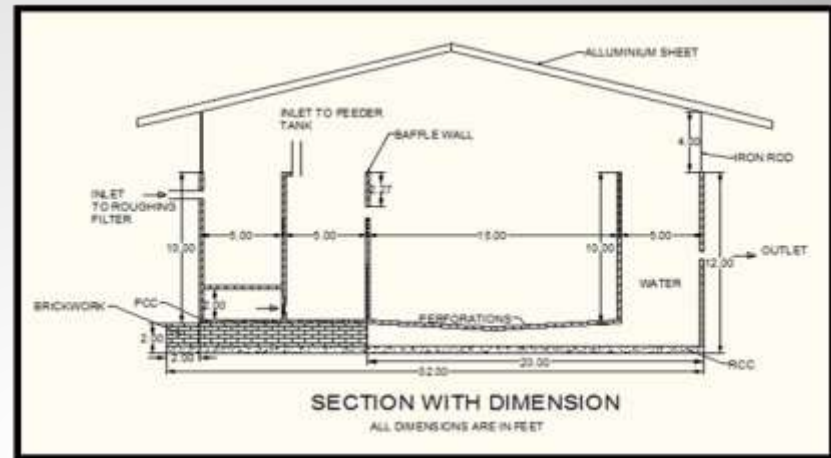 ALLUMINIUM SHEET
INLET TO FEEDER
TANK
BAFFLE WALL
4.00
IRON ROD
INLET
TO ROUGHING
FILTER
10.00
5.00
5.00
15.00
10.00
5.00
OUTLET
12.00
WATER
2.00
PCC
BRICKWORK
PERFORATIONS
2.00
2.00
20.00
RCC
32.00
SECTION WITH DIMENSION
ALL DIMENSIONS ARE IN FEET